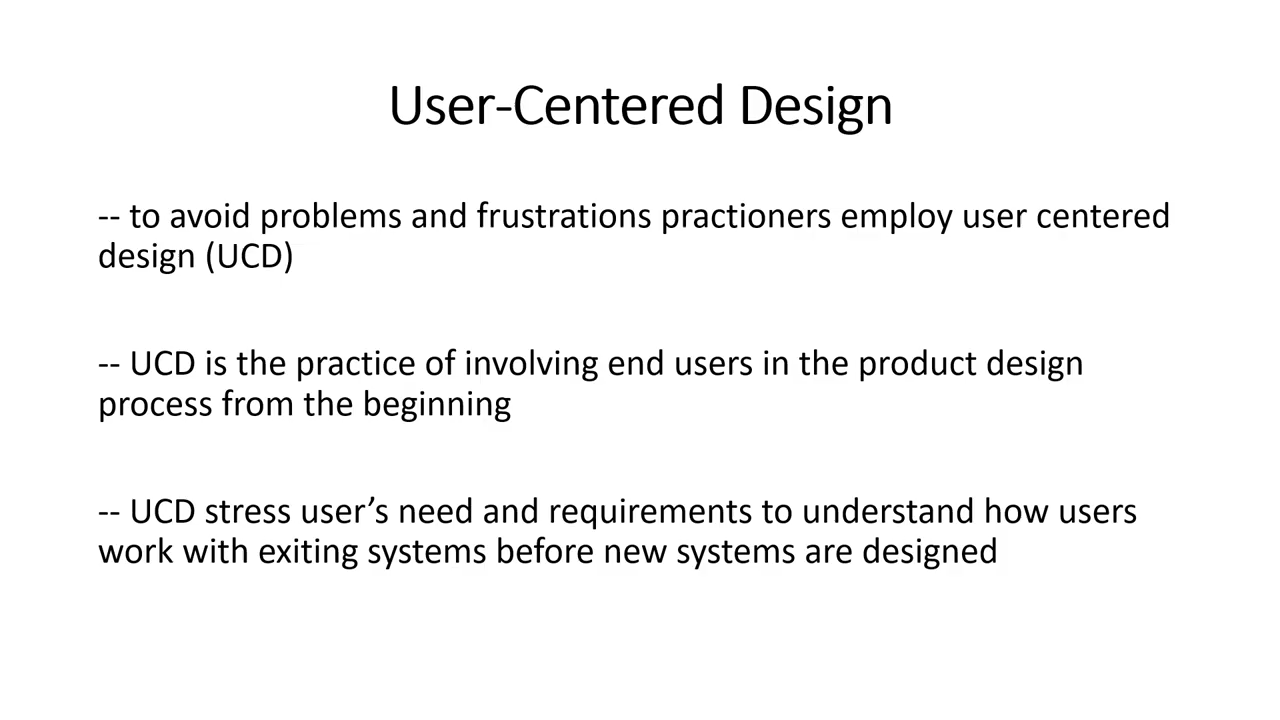 User-Centered Design
-- to avoid problems and frustrations practioners employ user centered
design (UCD)
-- UCD is the practice of involving end users in the product design
process from the beginning
-- UCD stress user’s need and requirements to understand how users
work with exiting systems before new systems are designed